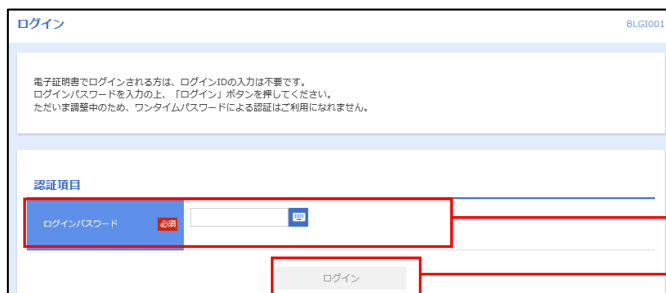 ログイン
BLGI001
電子証明書でログインされる方は、ログインIDの入力は不要です。
ログインパスワードを入力の上、「ログイン」ボタンを押してください。
ただいま調整中のため、ワンタイムパスワードによる認証はご利用になれません。
認証項目
ログインパスワード 必須
ログイン